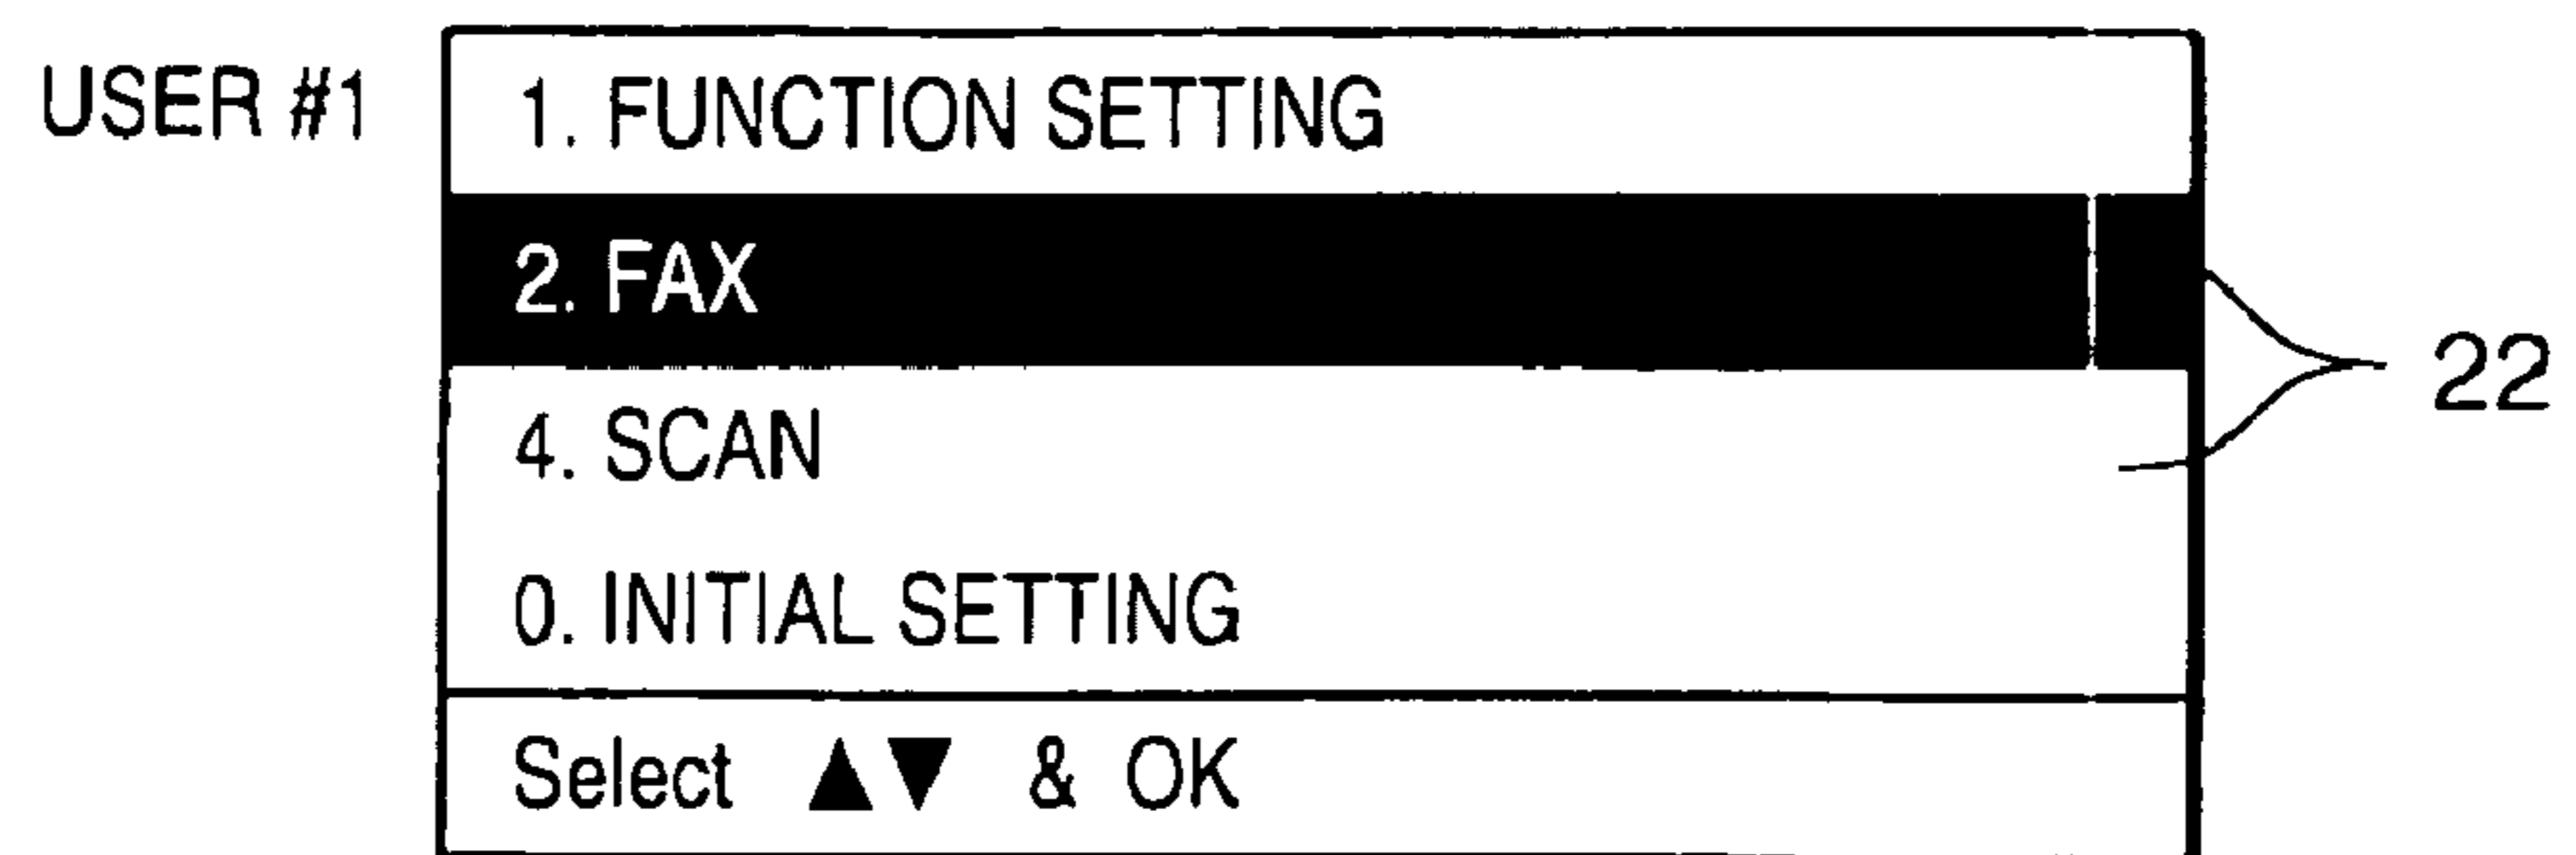 USER #1
1. FUNCTION SETTING
2. FAX
22
4. SCAN
0. INITIAL SETTING
Select ▲▼ & OK